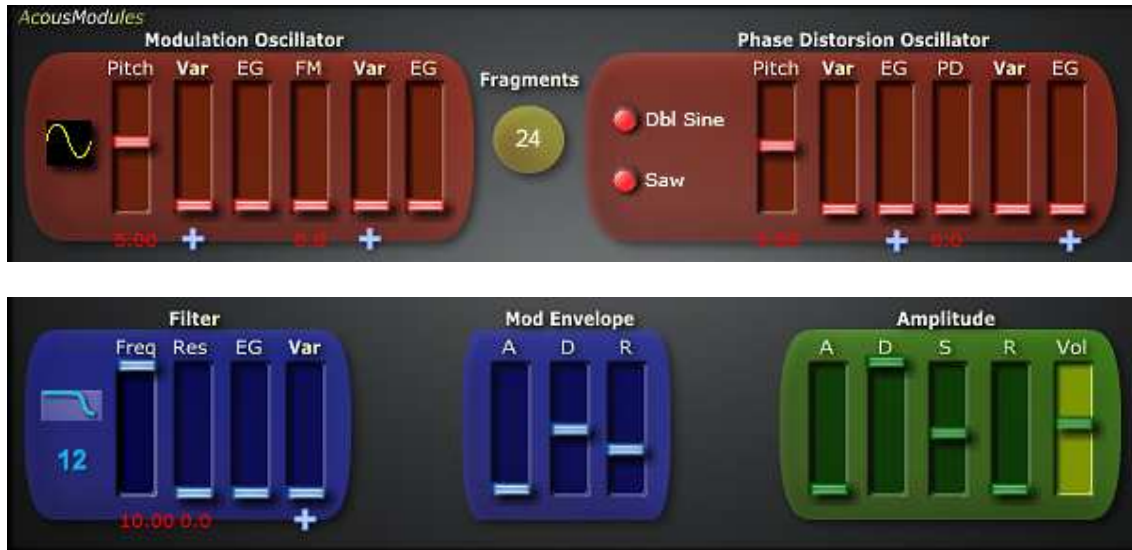 AcousModules
Modulation Oscillator
Phase Distorsion Oscillator
Pitch Var EG FM Var EG
Fragments
Pitch Var EG PD Var EG
24
Dbl Sine
Saw
5.00 + 0.0 +
+ 0.0 +
Filter
Mod Envelope
Amplitude
Freq Res EG Var
A D R
A D S R Vol
12
10.00 0.0 +